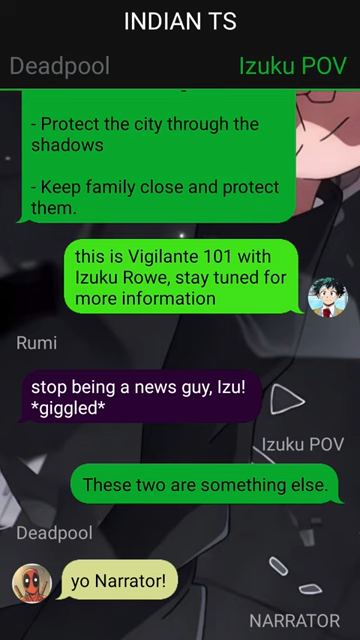 INDIAN TS
Deadpool
Izuku POV
- Protect the city through the
shadows
- Keep family close and protect
them.
this is Vigilante 101 with
Izuku Rowe, stay tuned for
more information
Rumi
stop being a news guy, Izu!
*giggled*
Izuku POV
These two are something else.
Deadpool
yo Narrator!
NARRATOR